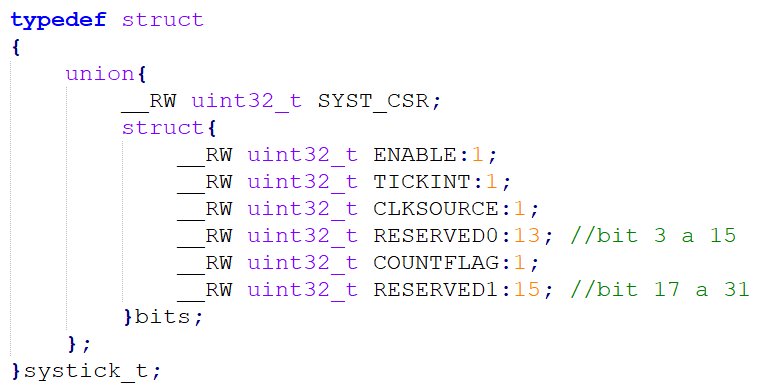 typedef struct
{
    union{
        __RW uint32_t SYST_CSR;
        struct{
            __RW uint32_t ENABLE:1;
            __RW uint32_t TICKINT:1;
            __RW uint32_t CLKSOURCE:1;
            __RW uint32_t RESERVED0:13; //bit 3 a 15
            __RW uint32_t COUNTFLAG:1;
            __RW uint32_t RESERVED1:15; //bit 17 a 31
        }bits;
    };
}systick_t;